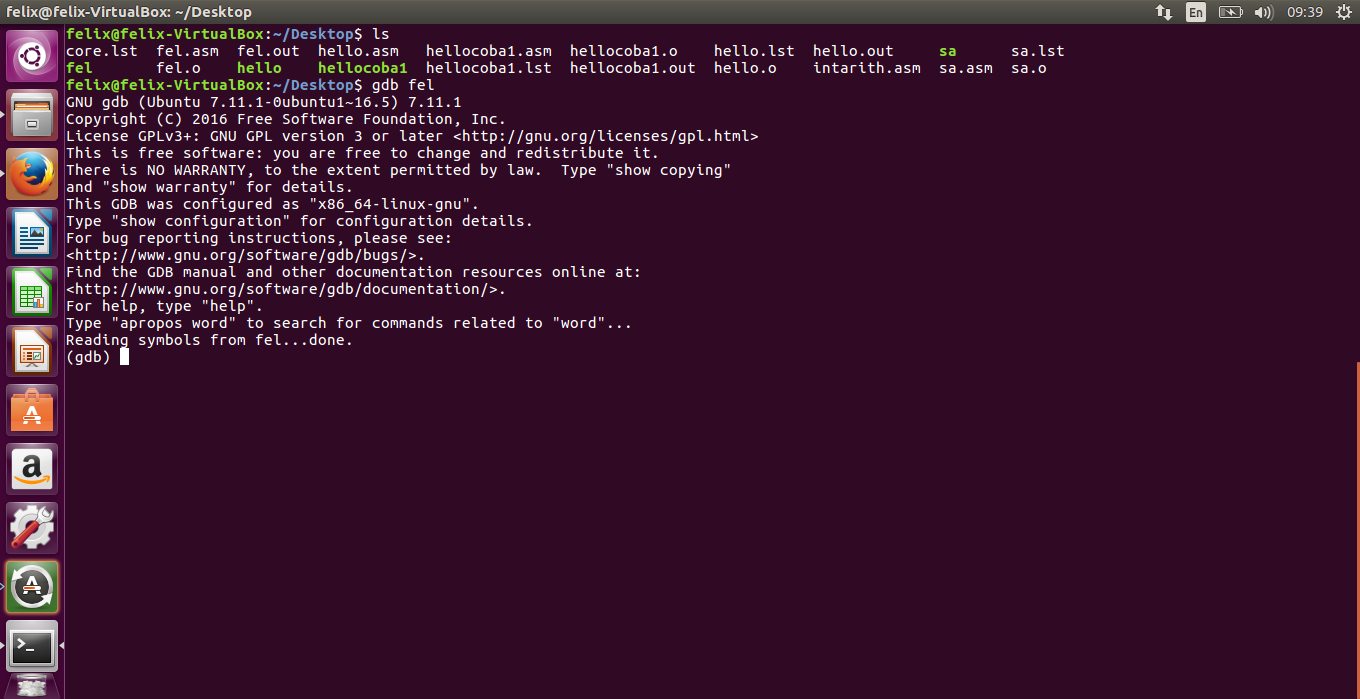 felix@felix-VirtualBox: ~/Desktop
En
09:39
felix@felix-VirtualBox:~/Desktop$ ls
core.lst  fel.asm  fel.out  hello.asm   hellocoba1.asm  hellocoba1.o    hello.lst  hello.out     sa      sa.lst
fel       fel.o    hello    hellocoba1  hellocoba1.lst  hellocoba1.out  hello.o    intarith.asm  sa.asm  sa.o
felix@felix-VirtualBox:~/Desktop$ gdb fel
GNU gdb (Ubuntu 7.11.1-0ubuntu1~16.5) 7.11.1
Copyright (C) 2016 Free Software Foundation, Inc.
License GPLv3+: GNU GPL version 3 or later <http://gnu.org/licenses/gpl.html>
This is free software: you are free to change and redistribute it.
There is NO WARRANTY, to the extent permitted by law.  Type "show copying"
and "show warranty" for details.
This GDB was configured as "x86_64-linux-gnu".
Type "show configuration" for configuration details.
For bug reporting instructions, please see:
<http://www.gnu.org/software/gdb/bugs/>.
Find the GDB manual and other documentation resources online at:
<http://www.gnu.org/software/gdb/documentation/>.
For help, type "help".
Type "apropos word" to search for commands related to "word"...
Reading symbols from fel...done.
(gdb)